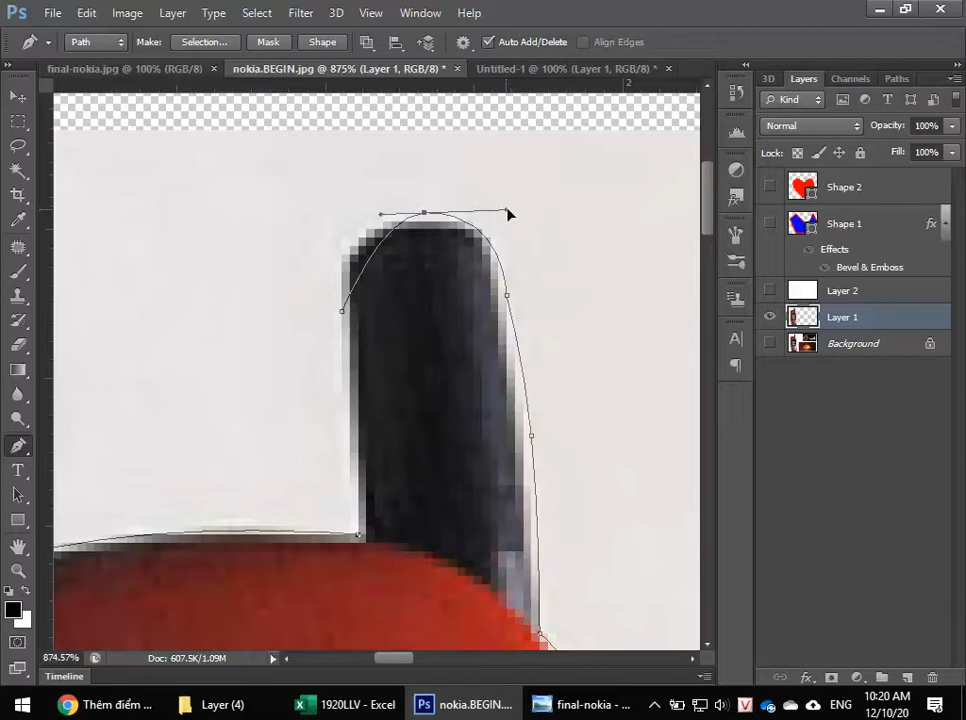 Ps File Edit Image Layer Type Select Filter 3D View Window Help
Path Make: Selection... Mask Shape Auto Add/Delete Align Edges
final-nokia.jpg @ 100% (RGB/8) × nokia.BEGIN.jpg @ 875% (Layer 1, RGB/8) * × Untitled-1 @ 100% (Layer 1, RGB/8) * ×
2
3D Layers Channels Paths
Kind
Normal Opacity: 100%
Lock: Fill: 100%
Shape 2
Shape 1 fx
Effects
Bevel & Emboss
Layer 2
Layer 1
Background
874.57% Doc: 607.5K/1.09M
Timeline
Thêm điểm ... Layer (4) 1920LLV - Excel nokia.BEGIN.... final-nokia - ... ENG 10:20 AM
12/10/20